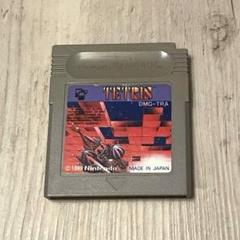 TETRIS
DMG-TRA
© 1989 Nintendo
MADE IN JAPAN